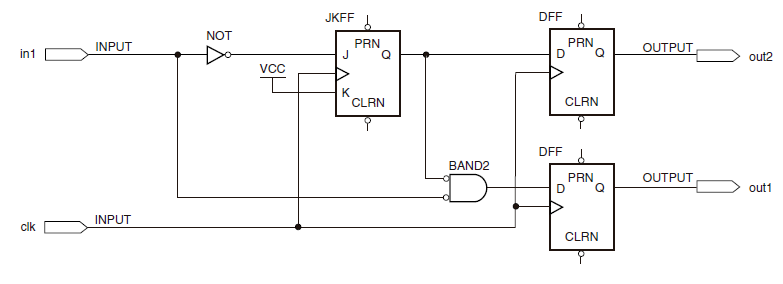 JKFF
DFF
NOT
in1
INPUT
J
PRN
Q
D
PRN
Q
OUTPUT
out2
VCC
K
CLRN
CLRN
DFF
BAND2
D
PRN
Q
OUTPUT
out1
clk
INPUT
CLRN